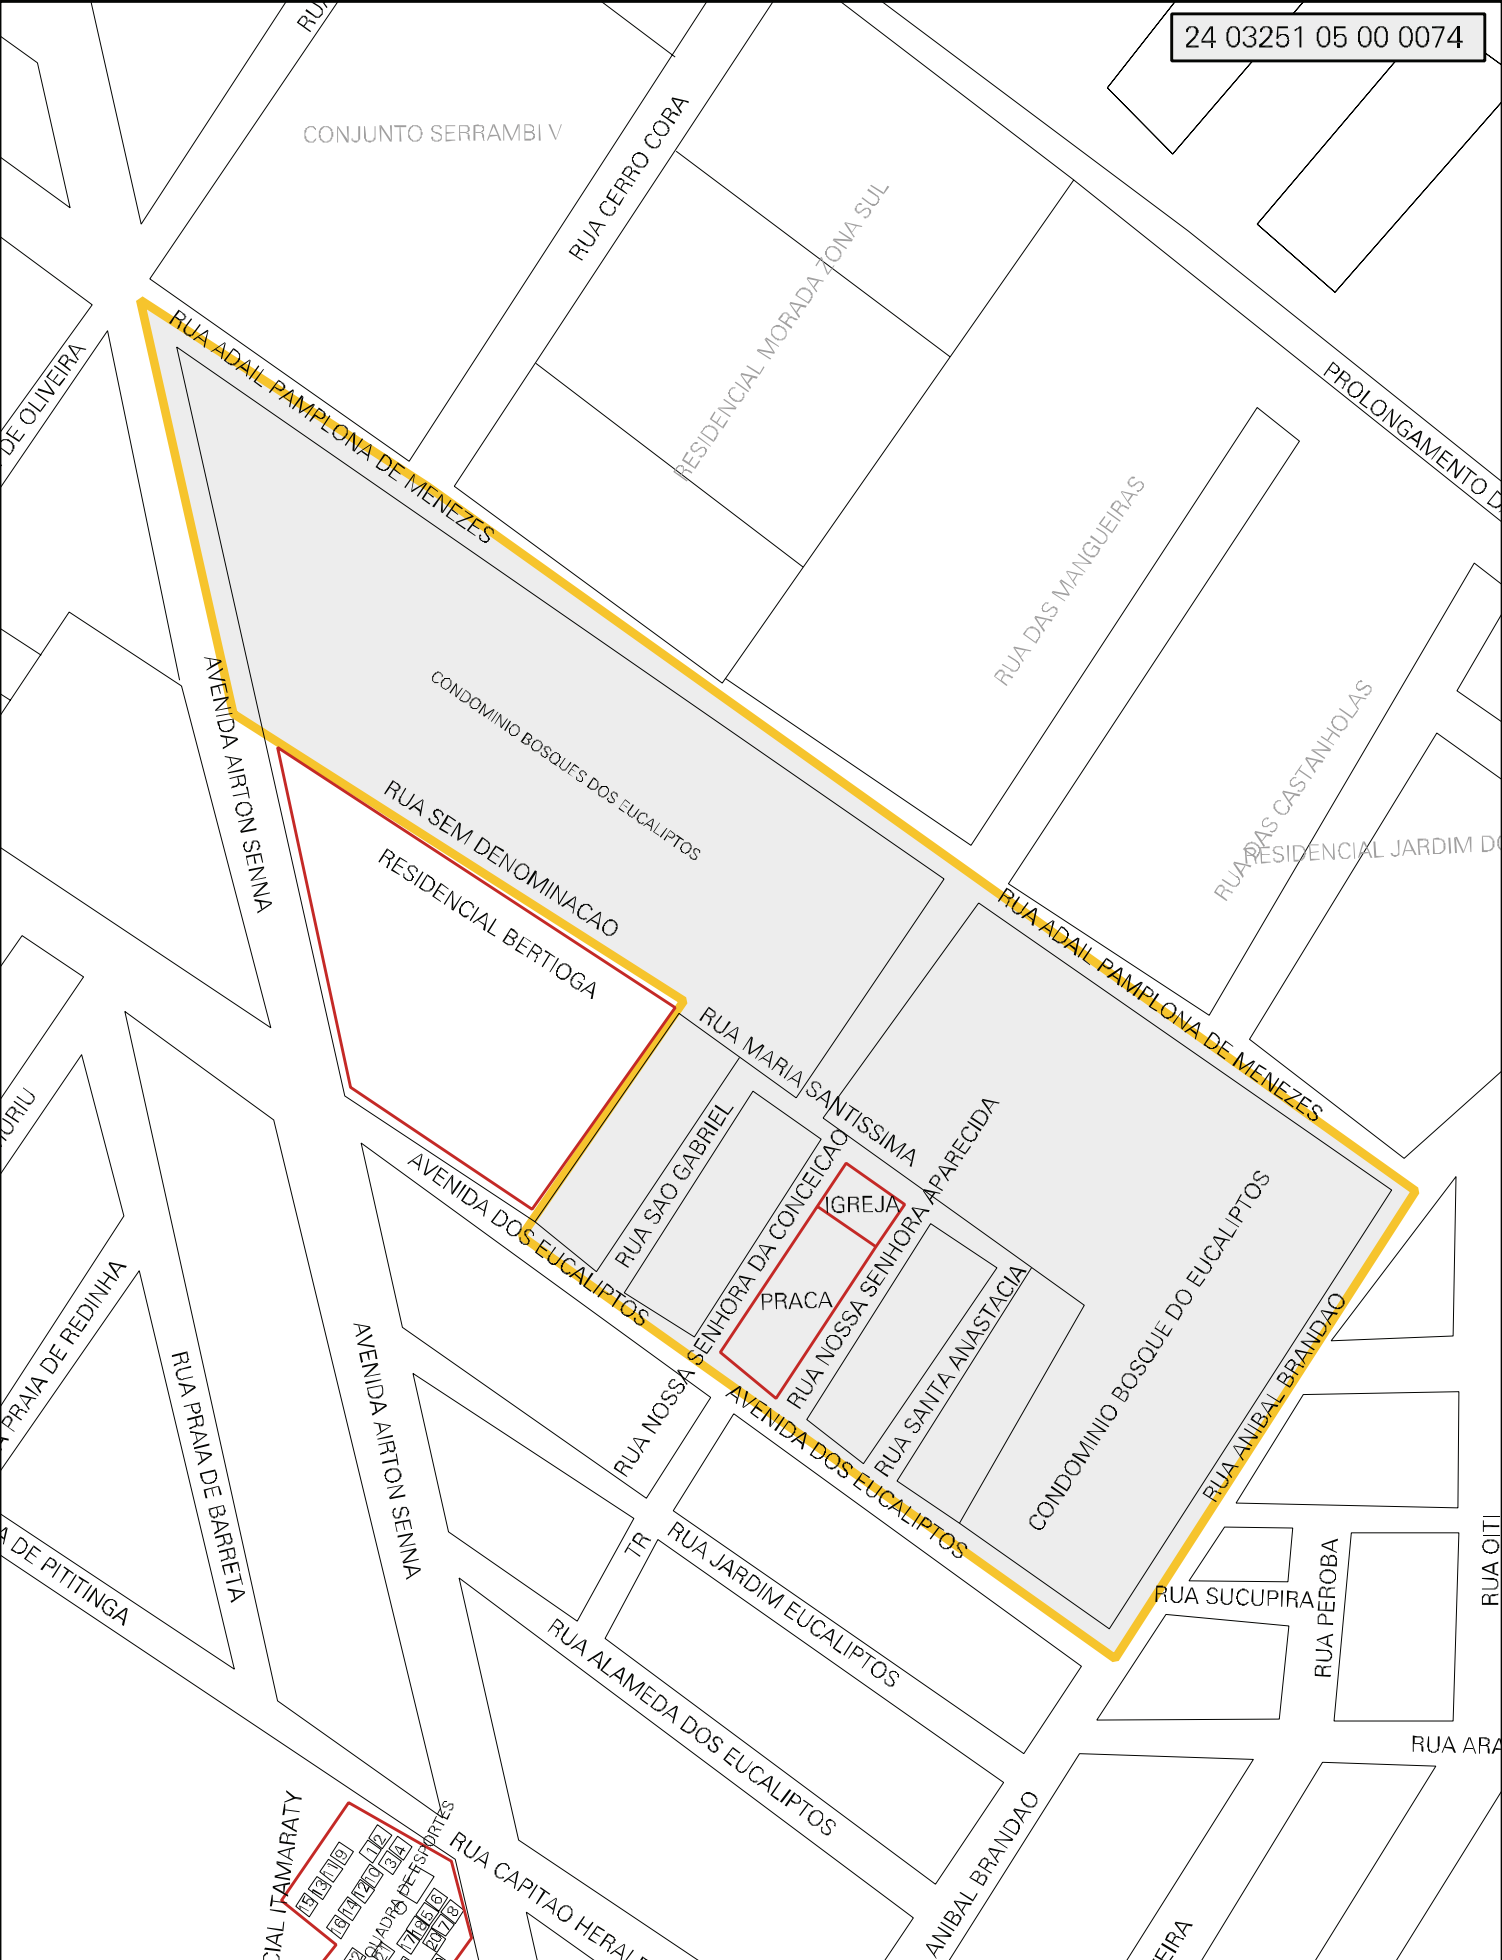 24 03251 05 00 0074
CONJUNTO SERRAMBI V
RUA CERRO CORA
RESIDENCIAL MORADA ZONA SUL
PROLONGAMENTO D
DE OLIVEIRA
RUA ADAIL PAMPLONA DE MENEZES
RUA DAS MANGUEIRAS
RUA DAS CASTANHOLAS
RESIDENCIAL JARDIM DO
AVENIDA AIRTON SENNA
CONDOMINIO BOSQUES DOS EUCALIPTOS
RUA SEM DENOMINACAO
RESIDENCIAL BERTIOGA
RUA ADAIL PAMPLONA DE MENEZES
RUA MARIA SANTISSIMA
RUA SAO GABRIEL
RUA NOSSA SENHORA DA CONCEICAO
IGREJA
PRACA
RUA NOSSA SENHORA APARECIDA
RUA SANTA ANASTACIA
CONDOMINIO BOSQUE DO EUCALIPTOS
RUA ANIBAL BRANDAO
AVENIDA DOS EUCALIPTOS
AVENIDA DOS EUCALIPTOS
PRAIA DE REDINHA
RUA PRAIA DE BARRETA
AVENIDA AIRTON SENNA
A DE PITITINGA
TR
RUA JARDIM EUCALIPTOS
RUA ALAMEDA DOS EUCALIPTOS
RUA SUCUPIRA
RUA PEROBA
RUA OITI
RUA ARA
ANIBAL BRANDAO
EIRA
CIAL ITAMARATY
QUADRA DE ESPORTES
RUA CAPITAO HERAL